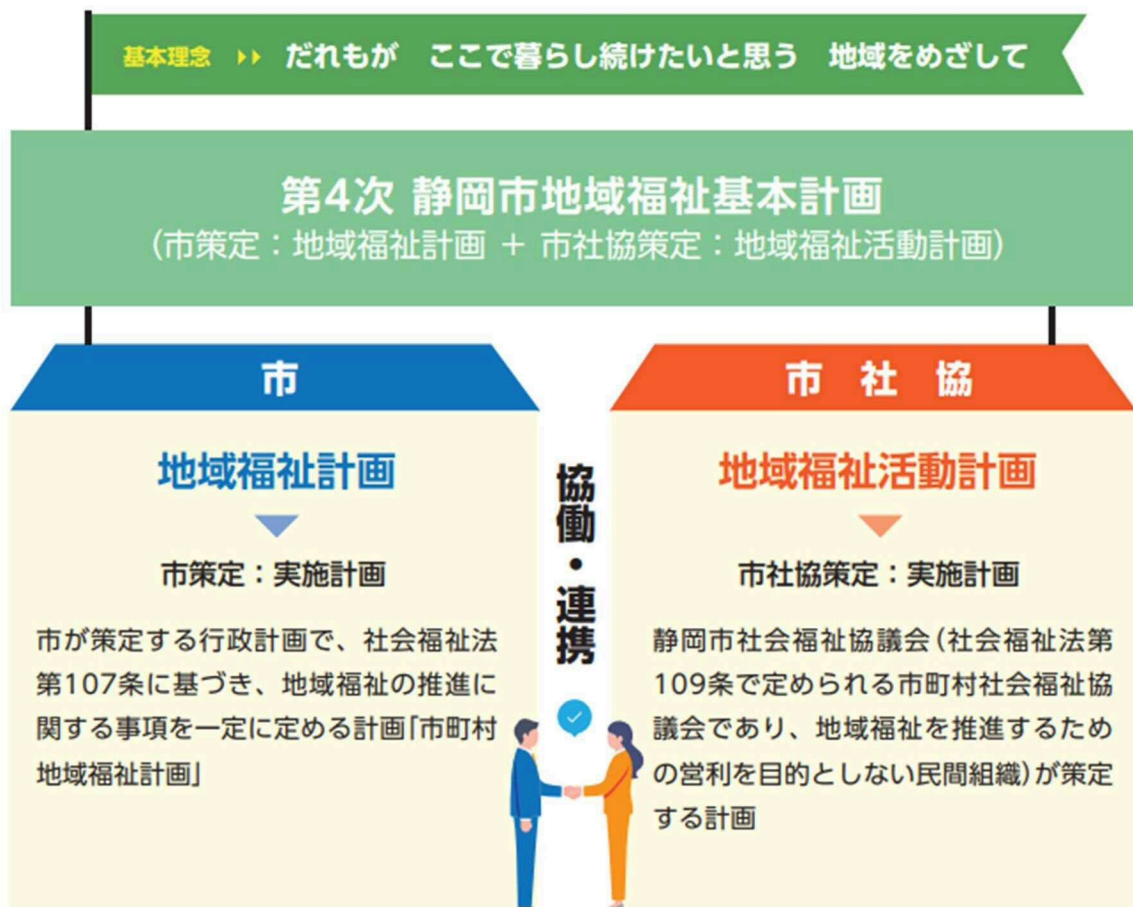 基本理念 ▸▸ だれもが　ここで暮らし続けたいと思う　地域をめざして
第4次 静岡市地域福祉基本計画
（市策定：地域福祉計画 ＋ 市社協策定：地域福祉活動計画）
市
地域福祉計画
市策定：実施計画
市が策定する行政計画で、社会福祉法
第107条に基づき、地域福祉の推進に
関する事項を一定に定める計画「市町村
地域福祉計画」
協働・連携
市 社 協
地域福祉活動計画
市社協策定：実施計画
静岡市社会福祉協議会（社会福祉法第
109条で定められる市町村社会福祉協
議会であり、地域福祉を推進するため
の営利を目的としない民間組織）が策定
する計画